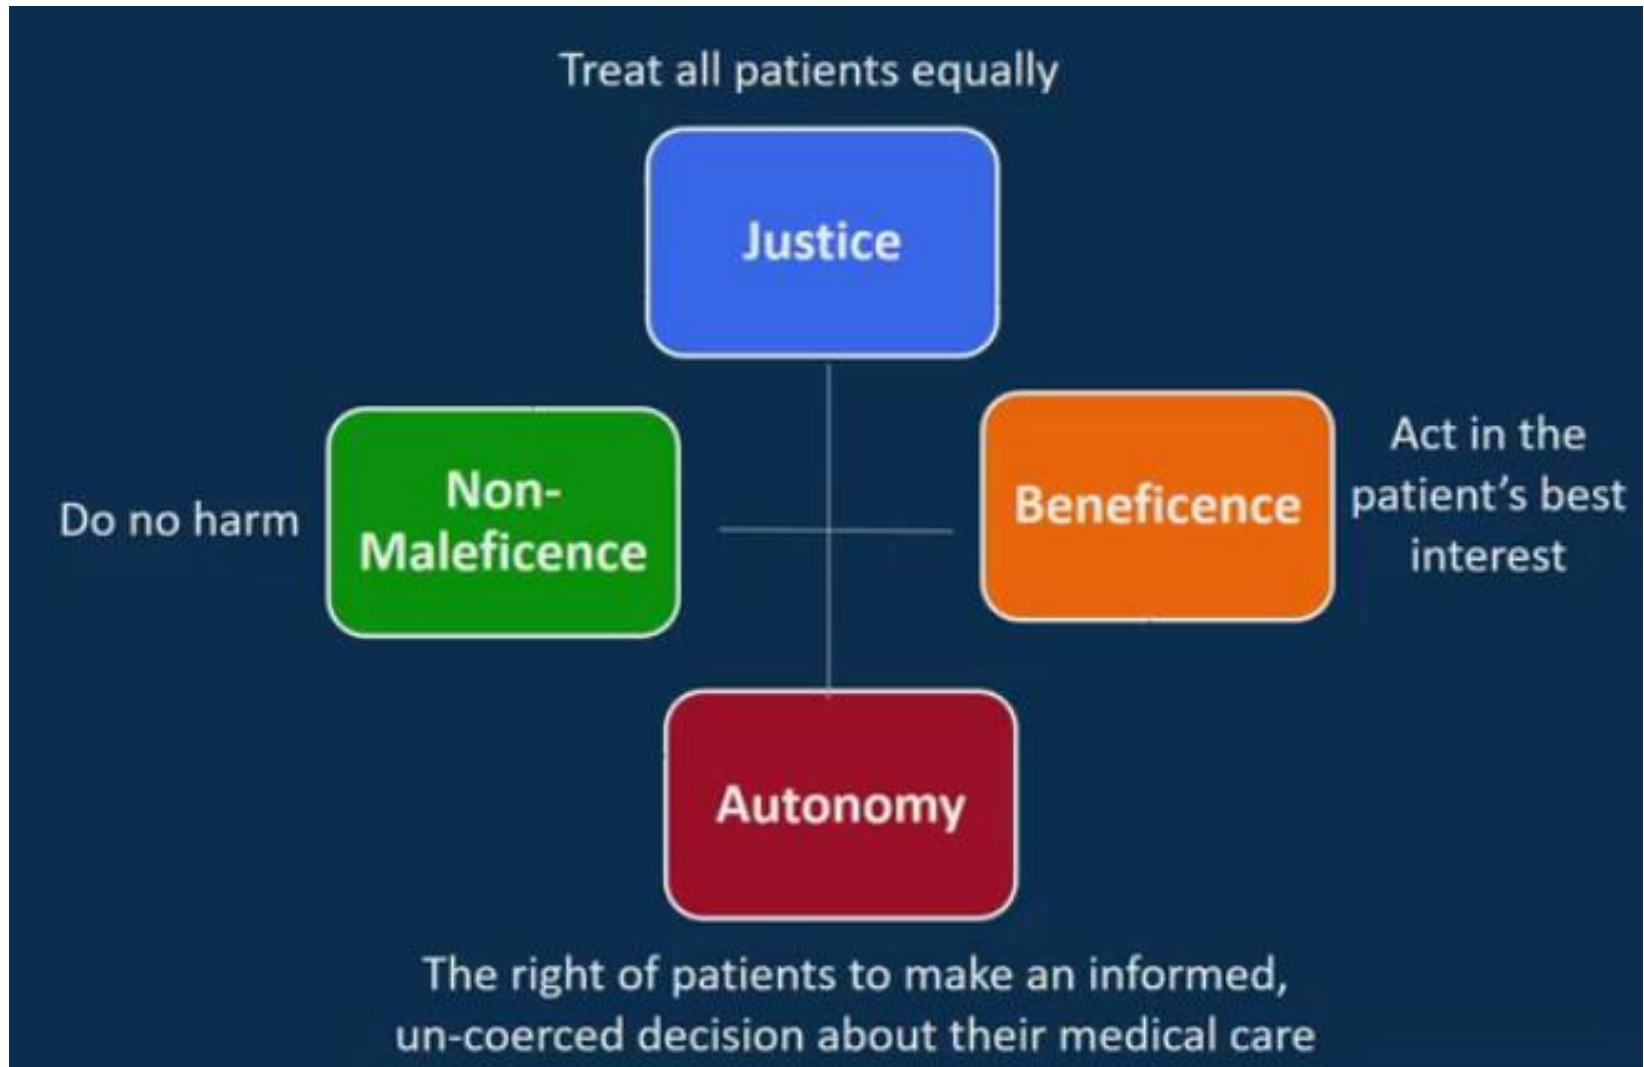 Treat all patients equally
Justice
Non-
Maleficence
Do no harm
Beneficence
Act in the
patient’s best
interest
Autonomy
The right of patients to make an informed,
un-coerced decision about their medical care